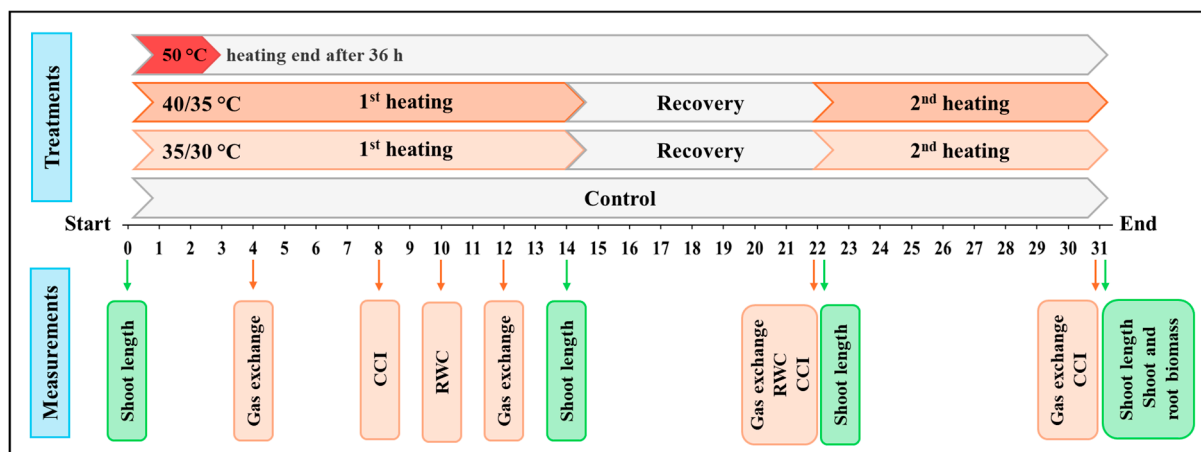 Treatments
50 °C heating end after 36 h
40/35 °C 1st heating Recovery 2nd heating
35/30 °C 1st heating Recovery 2nd heating
Control
Start End
0 1 2 3 4 5 6 7 8 9 10 11 12 13 14 15 16 17 18 19 20 21 22 23 24 25 26 27 28 29 30 31
Measurements
Shoot length
Gas exchange
CCI
RWC
Gas exchange
Shoot length
Gas exchange
RWC
CCI
Shoot length
Gas exchange
CCI
Shoot length
Shoot and
root biomass